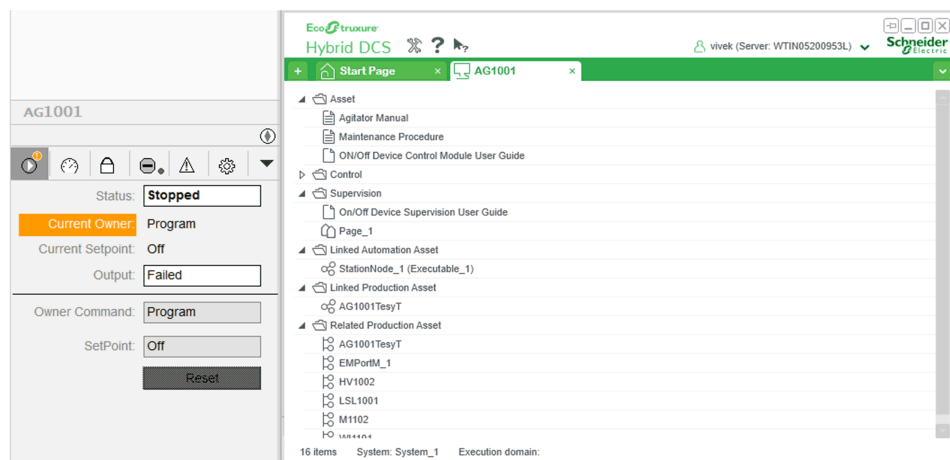 AG1001
Status: Stopped
Current Owner: Program
Current Setpoint: Off
Output: Failed
Owner Command: Program
SetPoint: Off
Reset
EcoStruxure
Hybrid DCS
vivek (Server: WTIN05200953L)
Schneider
Electric
Start Page
AG1001
Asset
Agitator Manual
Maintenance Procedure
ON/Off Device Control Module User Guide
Control
Supervision
On/Off Device Supervision User Guide
Page_1
Linked Automation Asset
StationNode_1 (Executable_1)
Linked Production Asset
AG1001TesyT
Related Production Asset
AG1001TesyT
EMPortM_1
HV1002
LSL1001
M1102
16 items System: System_1 Execution domain: